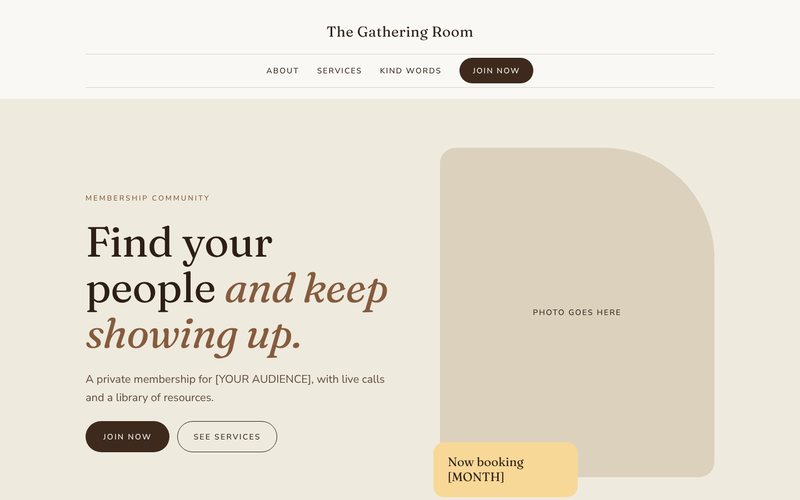 The Gathering Room
ABOUT
SERVICES
KIND WORDS
JOIN NOW
MEMBERSHIP COMMUNITY
Find your
people and keep
showing up.
A private membership for [YOUR AUDIENCE], with live calls
and a library of resources.
JOIN NOW
SEE SERVICES
PHOTO GOES HERE
Now booking
[MONTH]